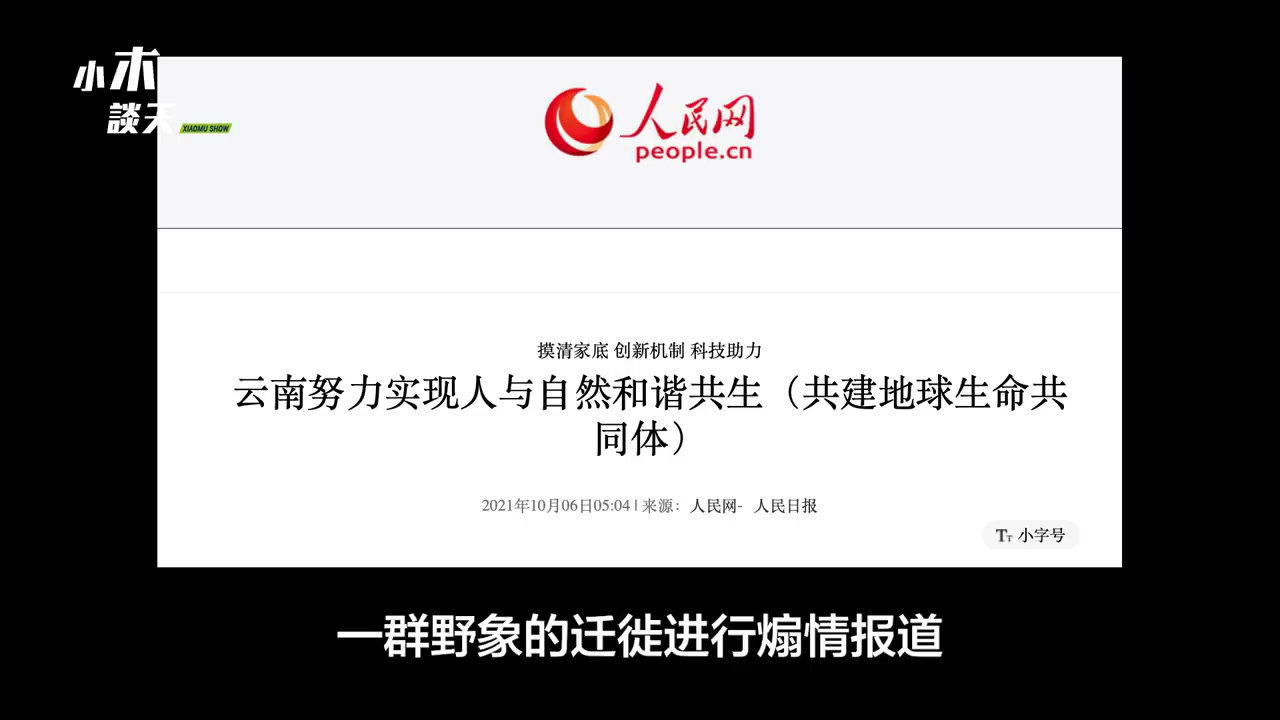 小木
談天 XIAOMU SHOW
人民网
people.cn
摸清家底 创新机制 科技助力
云南努力实现人与自然和谐共生（共建地球生命共
同体）
2021年10月06日05:04 | 来源：人民网- 人民日报
TT 小字号
一群野象的迁徙进行煽情报道